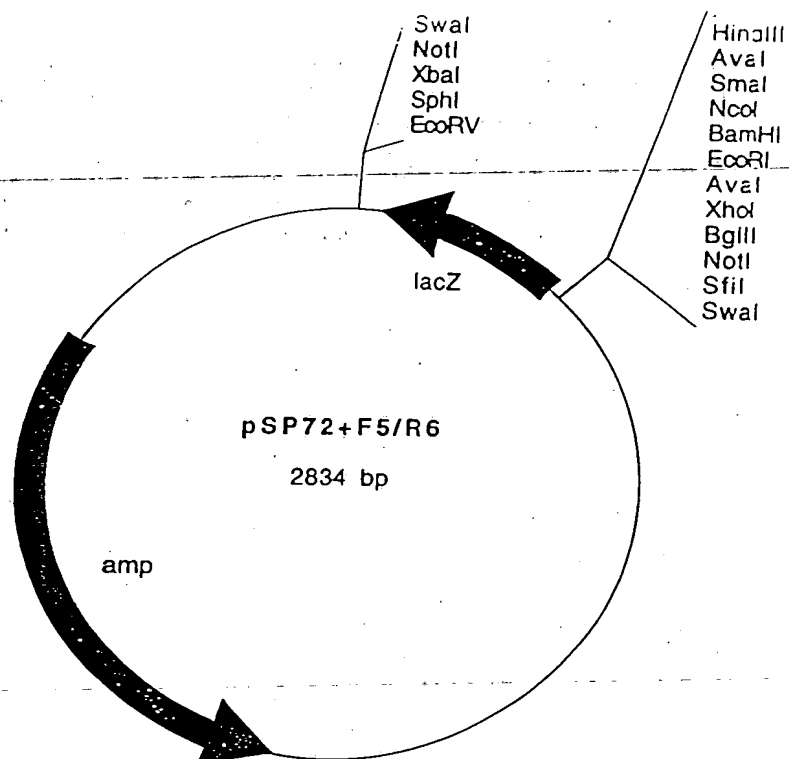 SwaI
NotI
XbaI
SphI
EcoRV
HindIII
AvaI
SmaI
NcoI
BamHI
EcoRI
AvaI
XhoI
BglII
NotI
SfiI
SwaI
lacZ
pSP72+F5/R6
2834 bp
amp